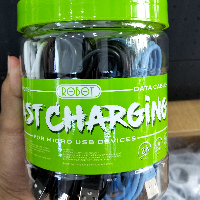 ROBOT
DATA CABLE
ST CHARGING
FOR MICRO USB DEVICES